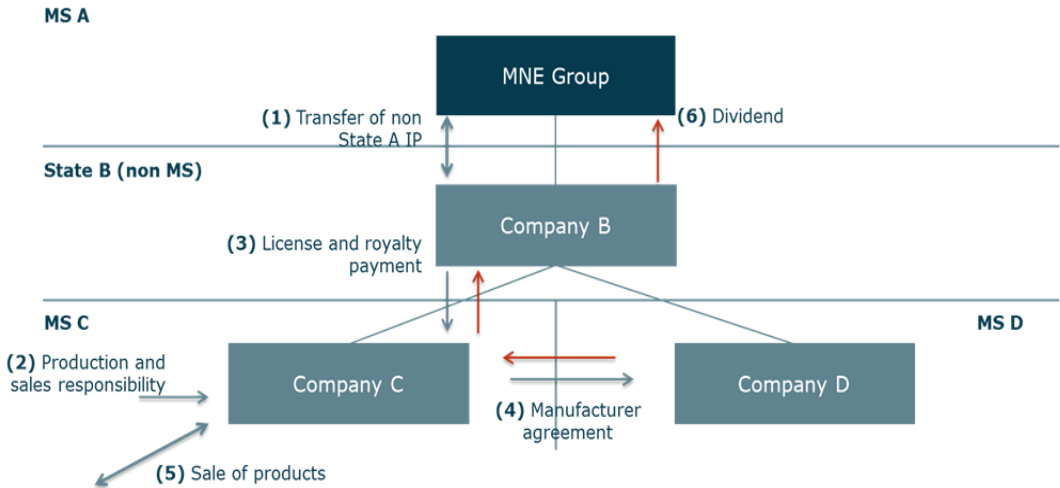 MS A
MNE Group
(1) Transfer of non
State A IP
(6) Dividend
State B (non MS)
Company B
(3) License and royalty
payment
MS C
MS D
(2) Production and
sales responsibility
Company C
Company D
(4) Manufacturer
agreement
(5) Sale of products